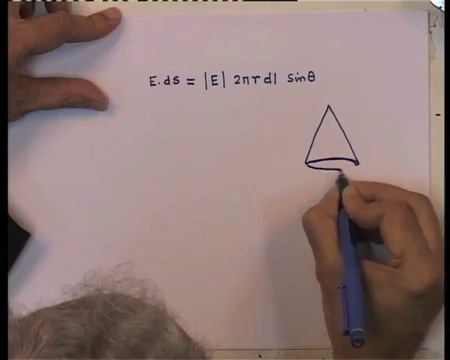 E.ds = |E| 2πr dl sinθ